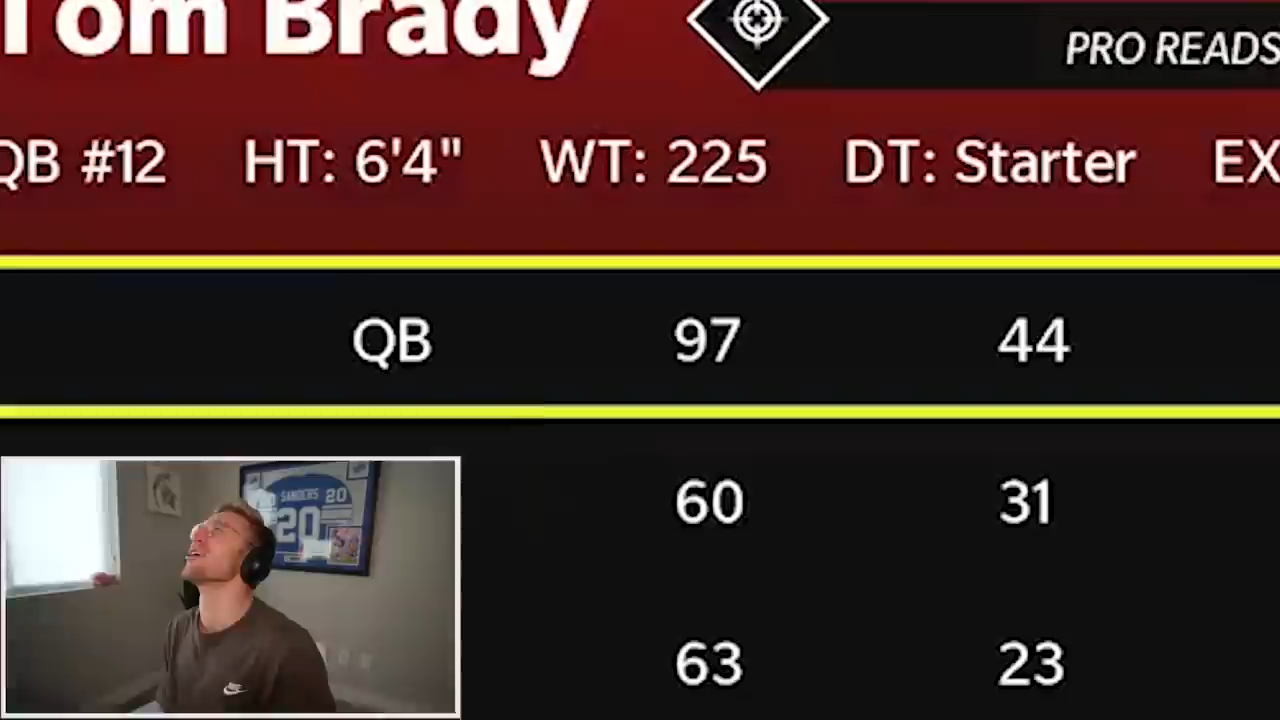 Tom Brady
PRO READS
QB #12 HT: 6'4" WT: 225 DT: Starter EX
QB 97 44
60 31
63 23
SANDERS 20
20